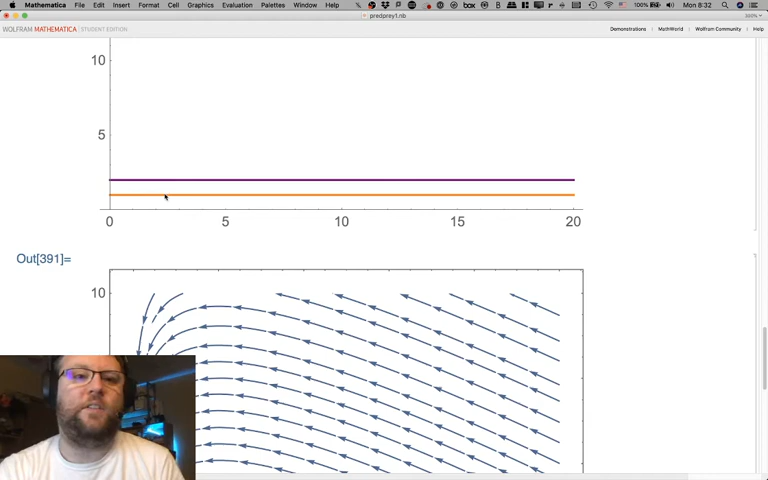 Mathematica File Edit Insert Format Cell Graphics Evaluation Palettes Window Help 100% Mon 8:32
predprey1.nb
WOLFRAM MATHEMATICA | STUDENT EDITION Demonstrations | MathWorld | Wolfram Community | Help
10
5
0 5 10 15 20
Out[391]=
10